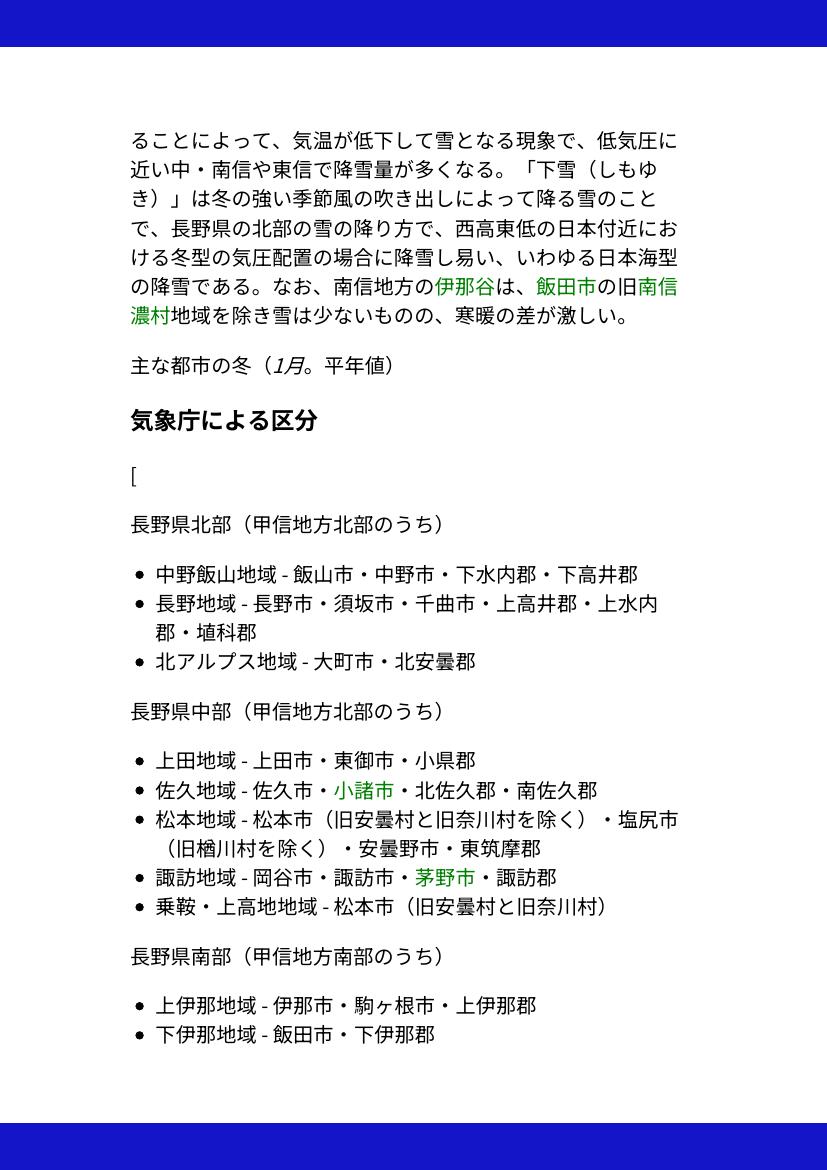 ることによって、気温が低下して雪となる現象で、低気圧に
近い中・南信や東信で降雪量が多くなる。「下雪（しもゆ
き）」は冬の強い季節風の吹き出しによって降る雪のこと
で、長野県の北部の雪の降り方で、西高東低の日本付近にお
ける冬型の気圧配置の場合に降雪し易い、いわゆる日本海型
の降雪である。なお、南信地方の伊那谷は、飯田市の旧南信
濃村地域を除き雪は少ないものの、寒暖の差が激しい。
主な都市の冬（1月。平年値）
気象庁による区分
[
長野県北部（甲信地方北部のうち）
● 中野飯山地域 - 飯山市・中野市・下水内郡・下高井郡
● 長野地域 - 長野市・須坂市・千曲市・上高井郡・上水内
郡・埴科郡
● 北アルプス地域 - 大町市・北安曇郡
長野県中部（甲信地方北部のうち）
● 上田地域 - 上田市・東御市・小県郡
● 佐久地域 - 佐久市・小諸市・北佐久郡・南佐久郡
● 松本地域 - 松本市（旧安曇村と旧奈川村を除く）・塩尻市
（旧楢川村を除く）・安曇野市・東筑摩郡
● 諏訪地域 - 岡谷市・諏訪市・茅野市・諏訪郡
● 乗鞍・上高地地域 - 松本市（旧安曇村と旧奈川村）
長野県南部（甲信地方南部のうち）
● 上伊那地域 - 伊那市・駒ヶ根市・上伊那郡
● 下伊那地域 - 飯田市・下伊那郡